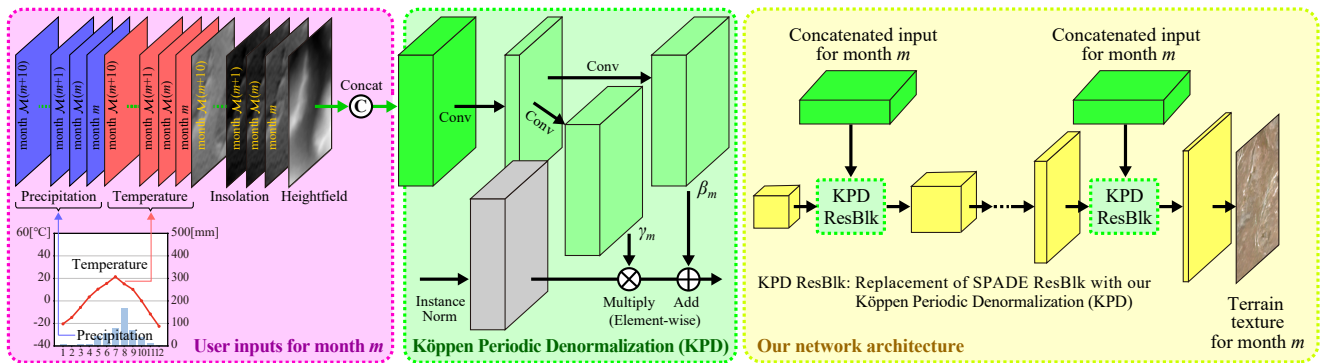 month M(m+10)
month M(m+1)
month M(m)
month m
month M(m+10)
month M(m+1)
month M(m)
month m
month M(m+10)
month M(m+1)
month M(m)
month m
Concat
C
Precipitation
Temperature
Insolation
Heightfield
60[℃]
500[mm]
40
400
20
300
0
200
-20
100
-40
0
Temperature
Precipitation
1 2 3 4 5 6 7 8 9 10 11 12
User inputs for month m
Conv
Conv
Conv
βm
γm
Instance
Norm
Multiply
(Element-wise)
Add
Köppen Periodic Denormalization (KPD)
Concatenated input
for month m
Concatenated input
for month m
KPD
ResBlk
KPD
ResBlk
KPD ResBlk: Replacement of SPADE ResBlk with our
Köppen Periodic Denormalization (KPD)
Terrain
texture
for month m
Our network architecture